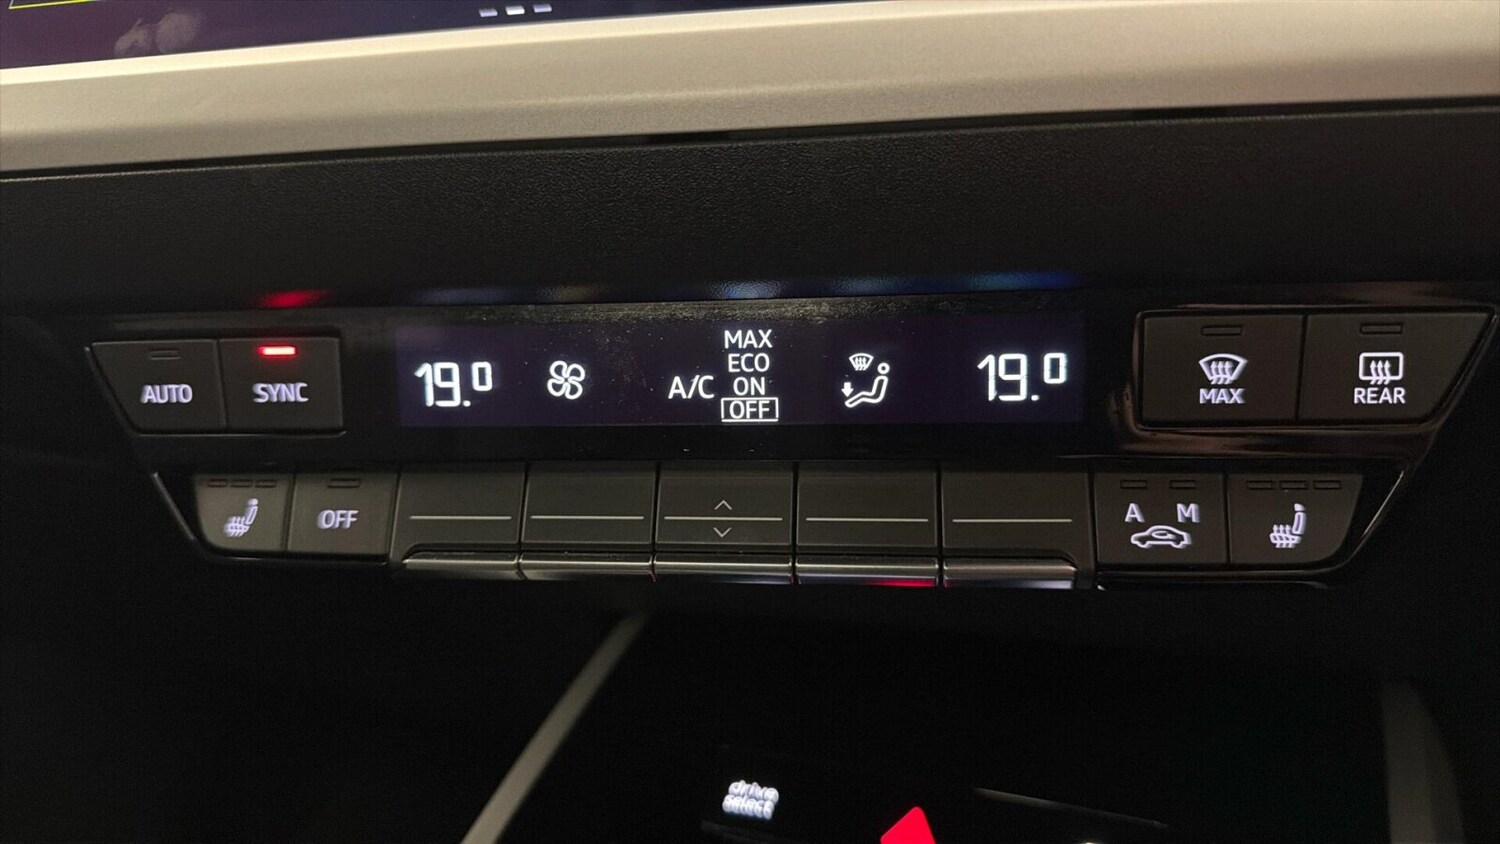 AUTO
SYNC
19.0
A/C
MAX
ECO
ON
OFF
19.0
MAX
REAR
OFF
A M
drive
select